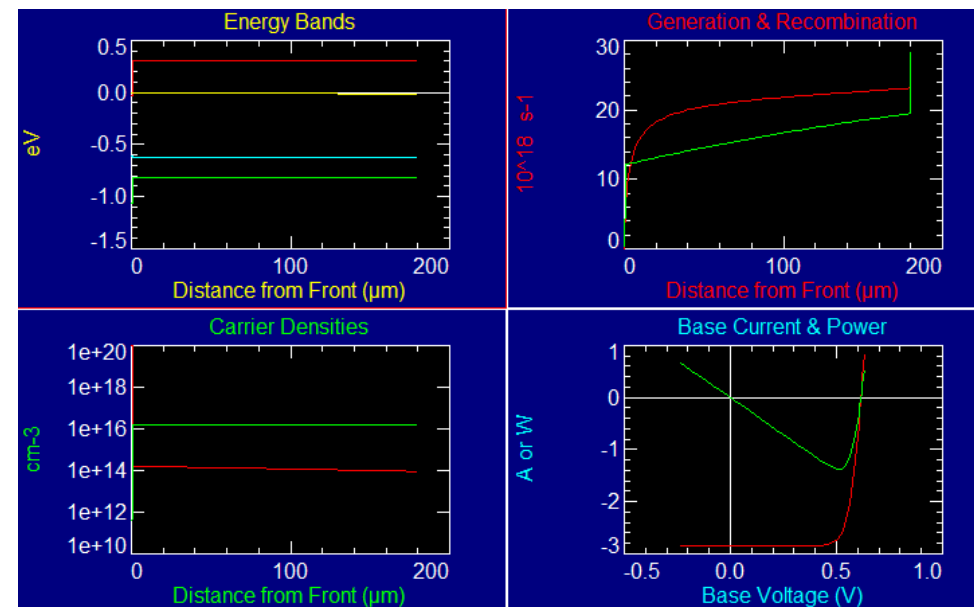 Energy Bands
0.5
0.0
-0.5
-1.0
-1.5
eV
0 100 200
Distance from Front (µm)
Generation & Recombination
30
20
10
0
10^18 s-1
0 100 200
Distance from Front (µm)
Carrier Densities
1e+20
1e+18
1e+16
1e+14
1e+12
1e+10
cm-3
0 100 200
Distance from Front (µm)
Base Current & Power
1
0
-1
-2
-3
A or W
-0.5 0.0 0.5 1.0
Base Voltage (V)